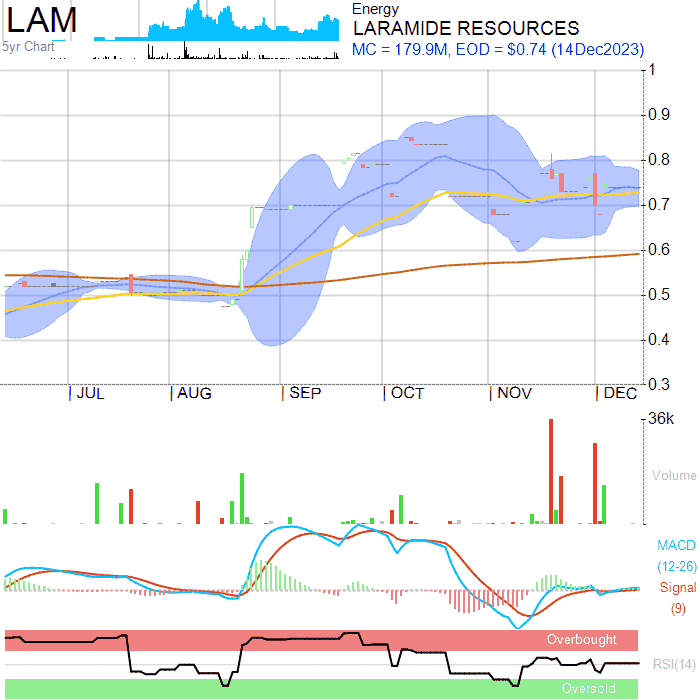 LAM
5yr Chart
Energy
LARAMIDE RESOURCES
MC = 179.9M, EOD = $0.74 (14Dec2023)
1
0.9
0.8
0.7
0.6
0.5
0.4
0.3
JUL
AUG
SEP
OCT
NOV
DEC
36k
Volume
MACD
(12-26)
Signal
(9)
Overbought
RSI(14)
Oversold